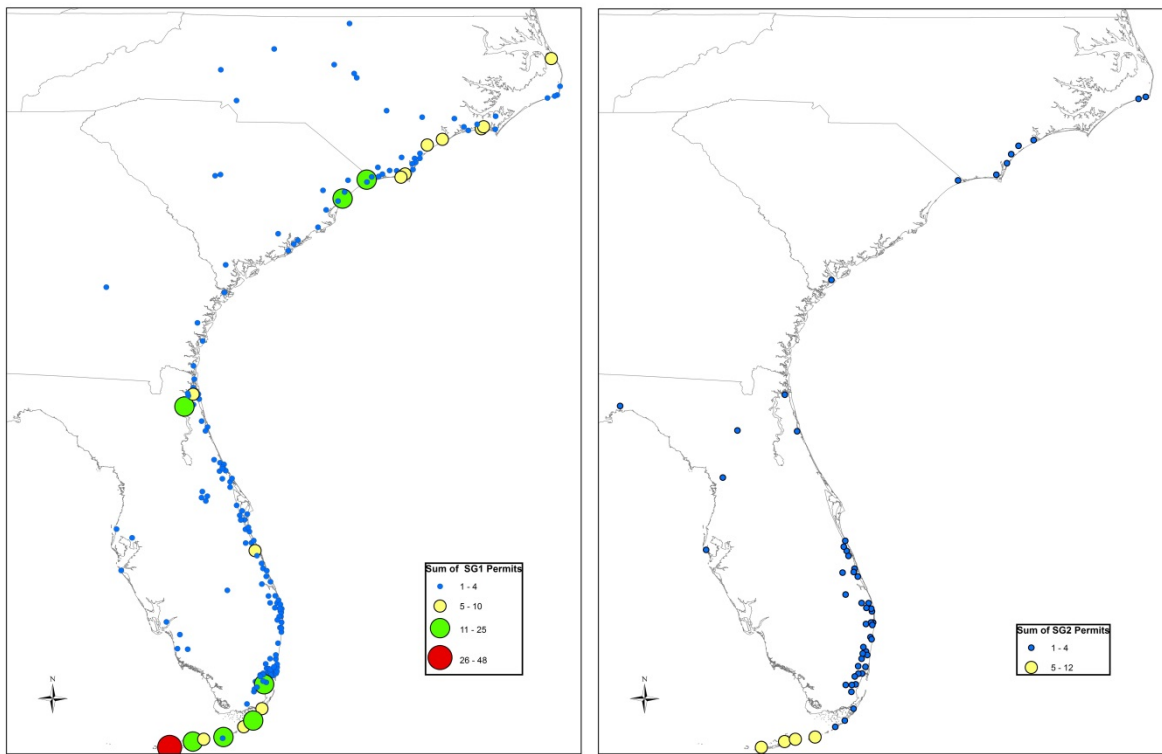 Sum of SG1 Permits
1 - 4
5 - 10
11 - 25
26 - 48
N
Sum of SG2 Permits
1 - 4
5 - 12
N